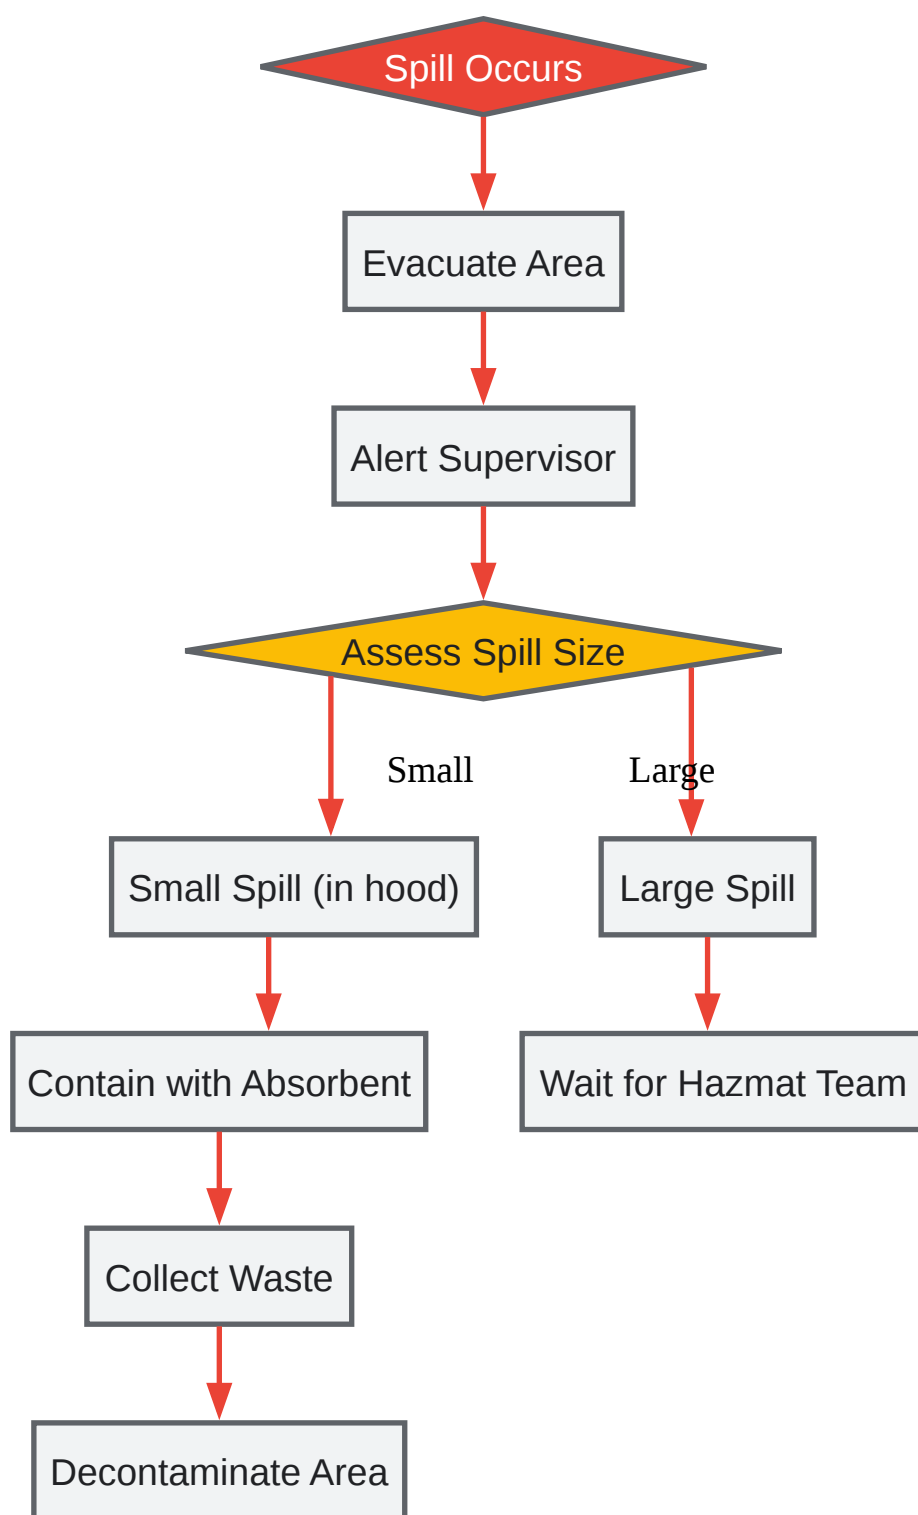 Spill Occurs
Evacuate Area
Alert Supervisor
Assess Spill Size
Small
Large
Small Spill (in hood)
Large Spill
Contain with Absorbent
Wait for Hazmat Team
Collect Waste
Decontaminate Area